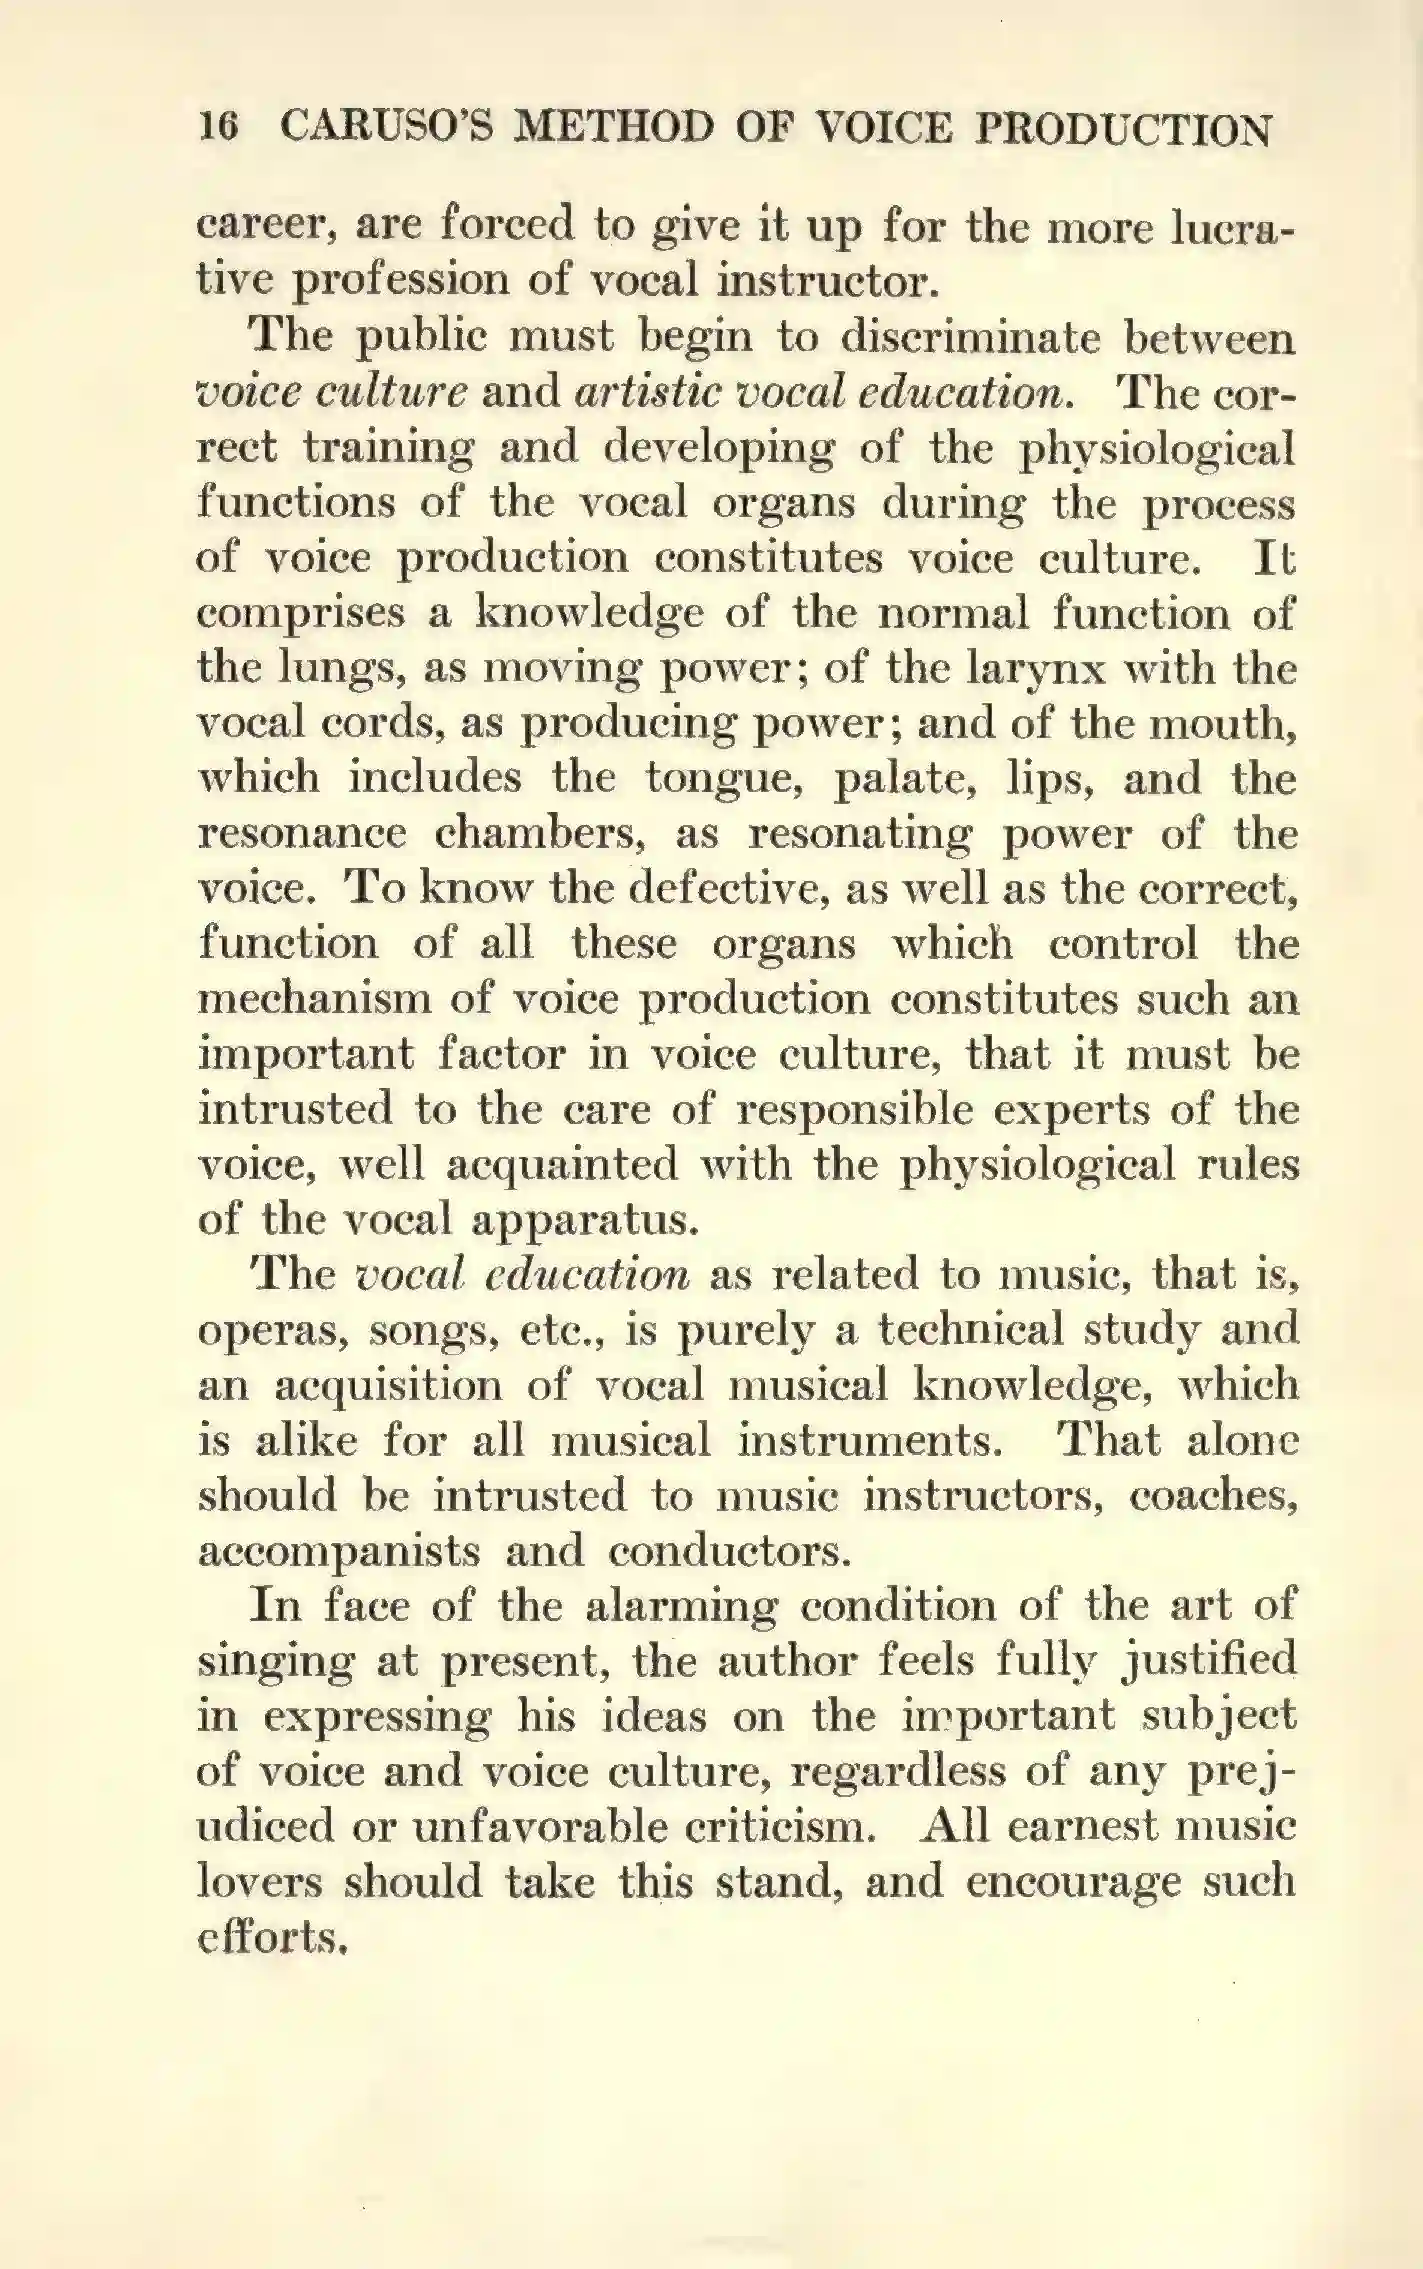 16 CARUSO'S METHOD OF VOICE PRODUCTION
career, are forced to give it up for the more lucra-
tive profession of vocal instructor.
The public must begin to discriminate between
voice culture and artistic vocal education. The cor-
rect training and developing of the physiological
functions of the vocal organs during the process
of voice production constitutes voice culture. It
comprises a knowledge of the normal function of
the lungs, as moving power; of the larynx with the
vocal cords, as producing power; and of the mouth,
which includes the tongue, palate, lips, and the
resonance chambers, as resonating power of the
voice. To know the defective, as well as the correct,
function of all these organs which control the
mechanism of voice production constitutes such an
important factor in voice culture, that it must be
intrusted to the care of responsible experts of the
voice, well acquainted with the physiological rules
of the vocal apparatus.
The vocal education as related to music, that is,
operas, songs, etc., is purely a technical study and
an acquisition of vocal musical knowledge, which
is alike for all musical instruments. That alone
should be intrusted to music instructors, coaches,
accompanists and conductors.
In face of the alarming condition of the art of
singing at present, the author feels fully justified
in expressing his ideas on the important subject
of voice and voice culture, regardless of any prej-
udiced or unfavorable criticism. All earnest music
lovers should take this stand, and encourage such
efforts.